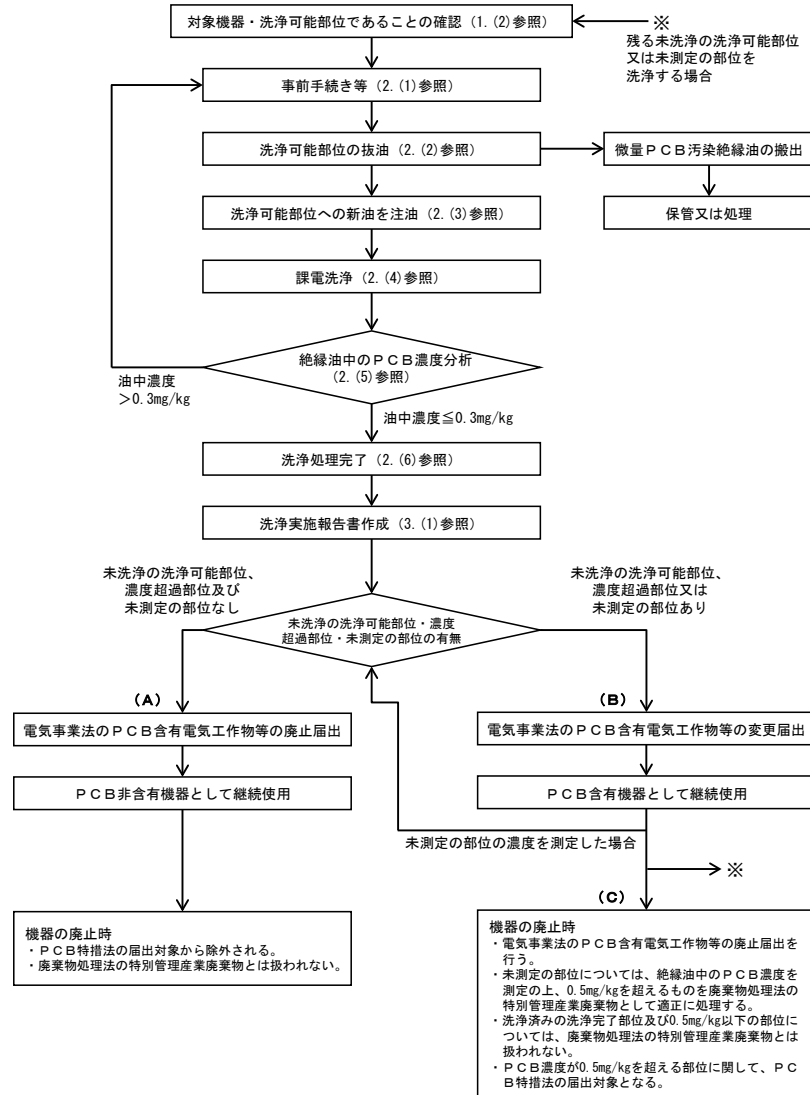 対象機器・洗浄可能部位であることの確認（1.（2）参照）
※
残る未洗浄の洗浄可能部位
又は未測定の部位を
洗浄する場合
事前手続き等（2.（1）参照）
洗浄可能部位の抜油（2.（2）参照）
微量ＰＣＢ汚染絶縁油の搬出
洗浄可能部位への新油を注油（2.（3）参照）
保管又は処理
課電洗浄（2.（4）参照）
絶縁油中のＰＣＢ濃度分析
（2.（5）参照）
油中濃度
＞0.3mg/kg
油中濃度≦0.3mg/kg
洗浄処理完了（2.（6）参照）
洗浄実施報告書作成（3.（1）参照）
未洗浄の洗浄可能部位、
濃度超過部位及び
未測定の部位なし
未洗浄の洗浄可能部位、
濃度超過部位又は
未測定の部位あり
未洗浄の洗浄可能部位・濃度
超過部位・未測定の部位の有無
（A）
（B）
電気事業法のＰＣＢ含有電気工作物等の廃止届出
電気事業法のＰＣＢ含有電気工作物等の変更届出
ＰＣＢ非含有機器として継続使用
ＰＣＢ含有機器として継続使用
未測定の部位の濃度を測定した場合
※
（C）
機器の廃止時
・ＰＣＢ特措法の届出対象から除外される。
・廃棄物処理法の特別管理産業廃棄物とは扱われない。
機器の廃止時
・電気事業法のＰＣＢ含有電気工作物等の廃止届出を
行う。
・未測定の部位については、絶縁油中のＰＣＢ濃度を
測定の上、0.5mg/kgを超えるものを廃棄物処理法の
特別管理産業廃棄物として適正に処理する。
・洗浄済みの洗浄完了部位及び0.5mg/kg以下の部位に
ついては、廃棄物処理法の特別管理産業廃棄物とは
扱われない。
・ＰＣＢ濃度が0.5mg/kgを超える部位に関して、ＰＣ
Ｂ特措法の届出対象となる。